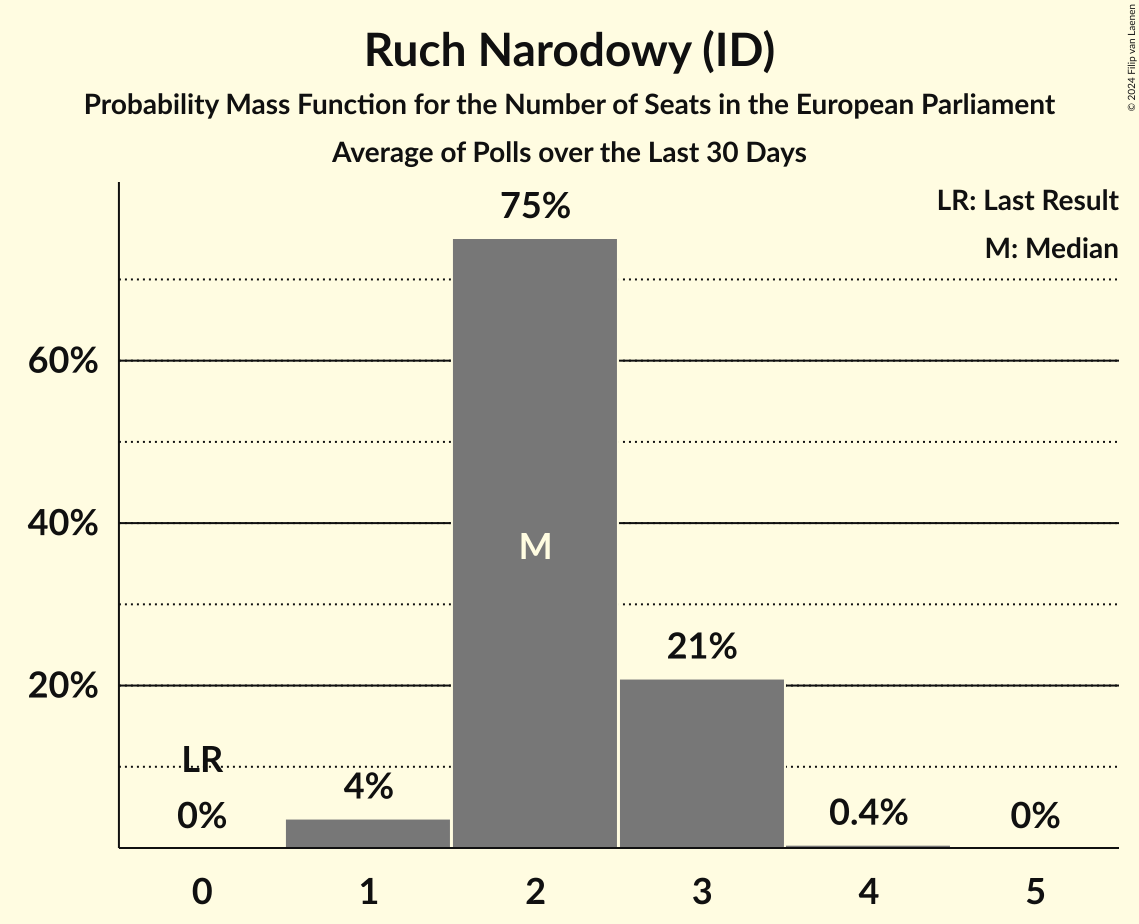 Ruch Narodowy (ID)
Probability Mass Function for the Number of Seats in the European Parliament
Average of Polls over the Last 30 Days
© 2024 Filip van Laenen
LR: Last Result
M: Median
75%
60%
40%
M
21%
20%
LR
4%
0%
0.4%
0%
0 1 2 3 4 5